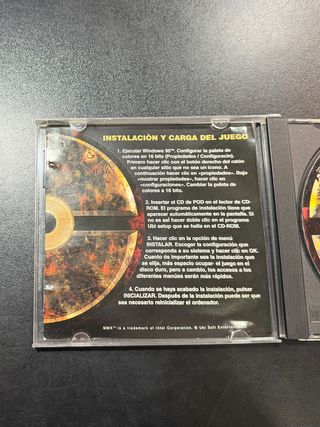 INSTALACIÓN Y CARGA DEL JUEGO
1. Ejecutar Windows 95™. Configurar la paleta de
colores en 16 bits (Propiedades / Configuracin).
Primero hacer clic con el botón derecho del ratón
en cualquier sitio que no sea un icono. A
continuación hacer clic en «propiedades». Bajo
«mostrar propiedades», hacer clic en
«configuraciones». Cambiar la paleta de colores
a 16 bits.
2. Insertar el CD de POD en el lector de CD-
ROM. El programa de instalación tiene que
aparecer automáticamente en la pantalla. Si
no es así hacer doble clic en el programa
Ubi setup que se halla en el CD-ROM.
3. Hacer clic en la opción de menú
INSTALAR. Escoger la configuración que
corresponda a su sistema y hacer clic en OK.
Cuanto ós importante sea la instalación que
se elija, más espacio ocupar- el juego en el
disco duro, pero a cambio, los accesos a los
diferentes menúes serán más rápidos.
4. Cuando se haya acabado la instalación, pulsar
INICIALIZAR. Después de la instalación puede ser que
sea necesario reinicializar el ordenador.
MMX™ is a trademark of Intel Corporation. © Ubi Soft